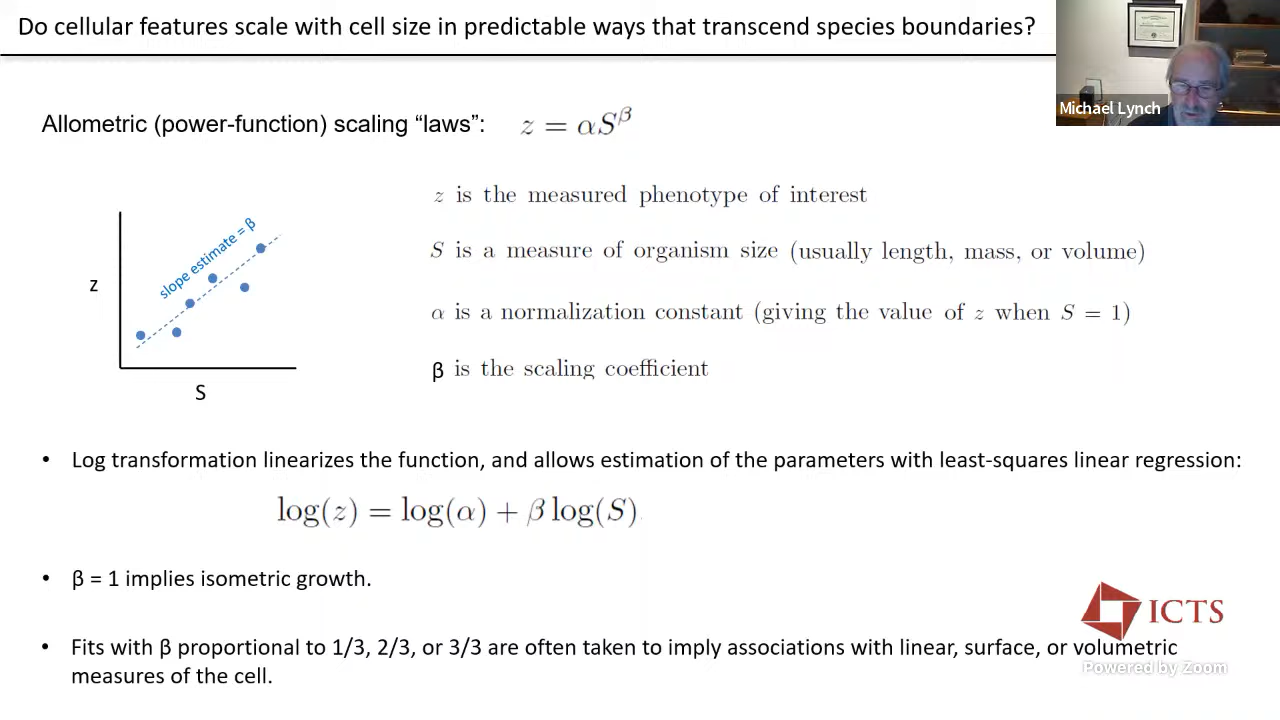 Do cellular features scale with cell size in predictable ways that transcend species boundaries?
Michael Lynch
Allometric (power-function) scaling “laws”: z = αS^β
z is the measured phenotype of interest
S is a measure of organism size (usually length, mass, or volume)
α is a normalization constant (giving the value of z when S = 1)
β is the scaling coefficient
slope estimate = β
z
S
• Log transformation linearizes the function, and allows estimation of the parameters with least-squares linear regression:
log(z) = log(α) + β log(S)
• β = 1 implies isometric growth.
• Fits with β proportional to 1/3, 2/3, or 3/3 are often taken to imply associations with linear, surface, or volumetric
measures of the cell.
ICTS
Powered by Zoom